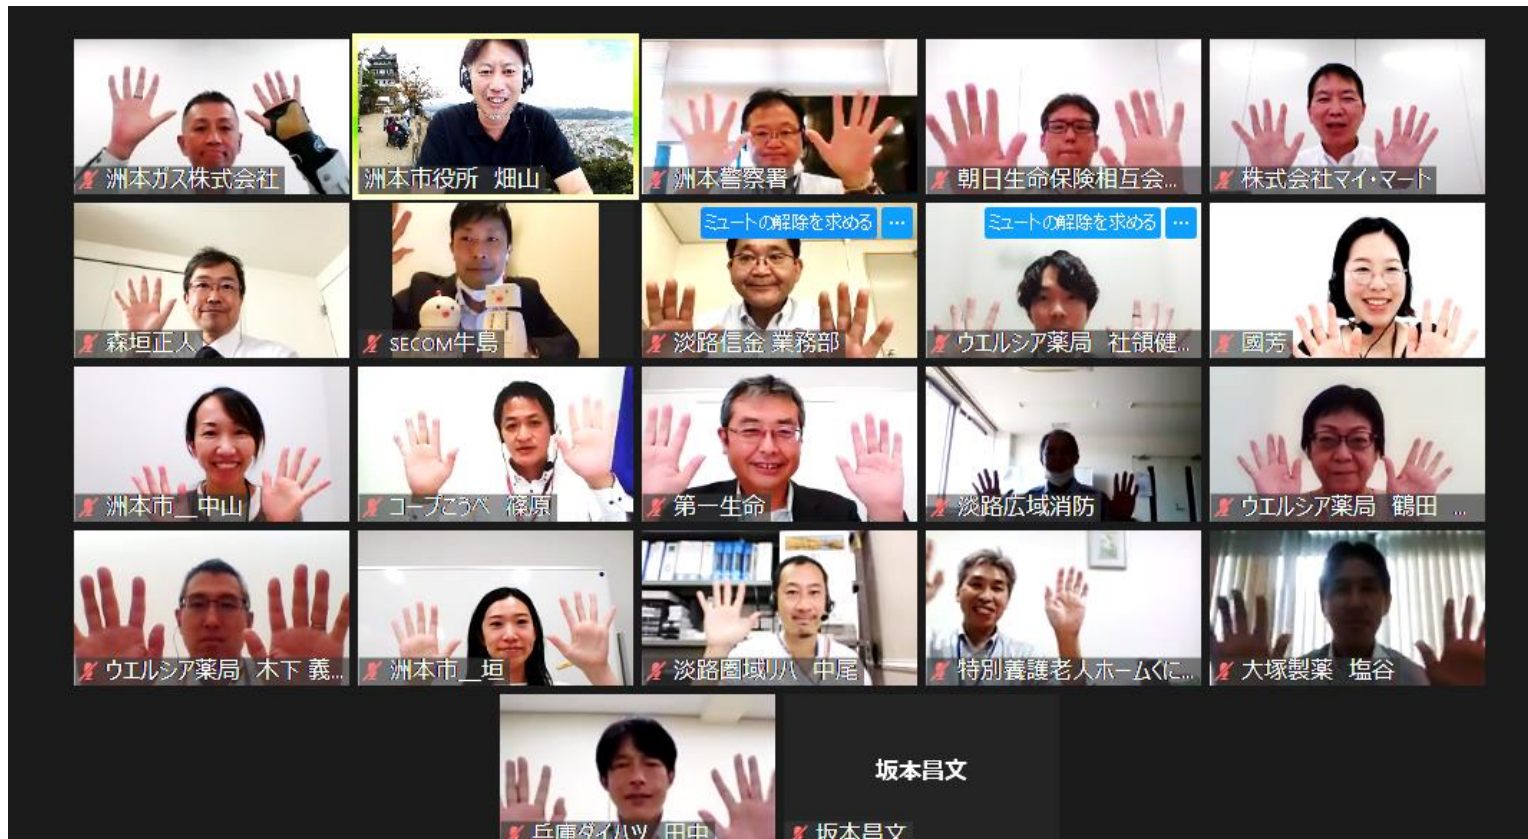 洲本ガス株式会社
洲本市役所 畑山
洲本警察署
朝日生命保険相互会...
株式会社マイ・マート
森垣正人
SECOM牛島
ミュートの解除を求める ...
淡路信金 業務部
ミュートの解除を求める ...
ウエルシア薬局 社領健...
國芳
洲本市__中山
コープこうべ 篠原
第一生命
淡路広域消防
ウエルシア薬局 鶴田 ...
ウエルシア薬局 木下 義...
洲本市__垣
淡路圏域リハ 中尾
特別養護老人ホームくに...
大塚製薬 塩谷
兵庫ダイハツ 田中
坂本昌文
坂本昌文